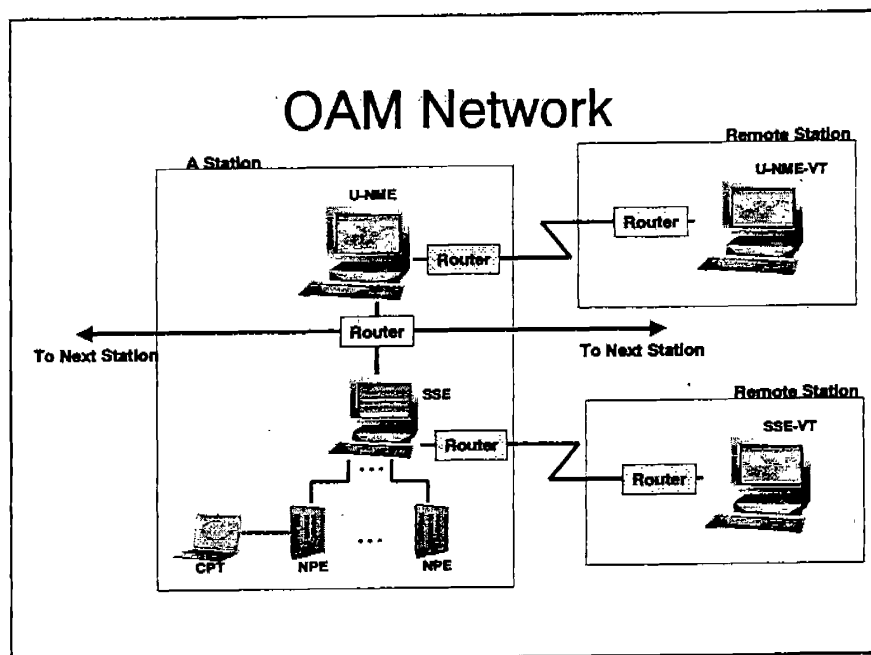 OAM Network
A Station
Remote Station
U-NME
U-NME-VT
Router
Router
Router
To Next Station
To Next Station
SSE
Remote Station
SSE-VT
Router
Router
CPT
NPE
NPE